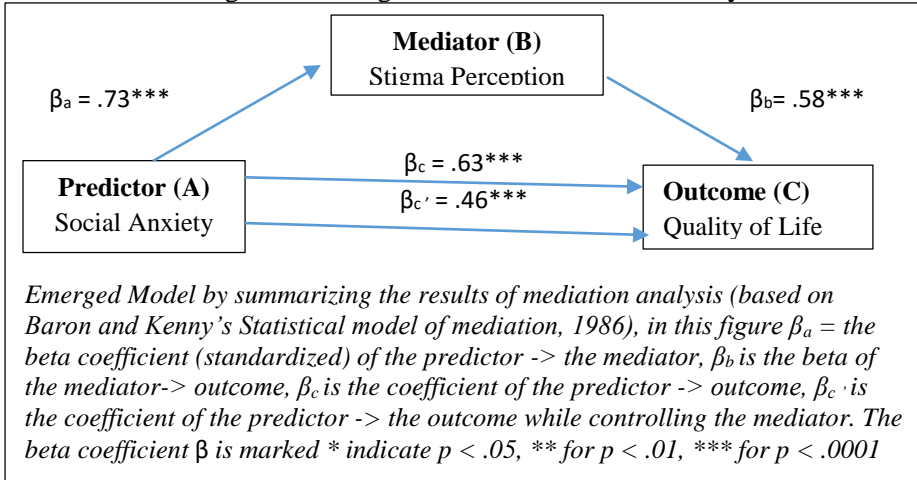 Mediator (B)
Stigma Perception
βa = .73***
βb= .58***
βc = .63***
Predictor (A)
Social Anxiety
βc′ = .46***
Outcome (C)
Quality of Life
Emerged Model by summarizing the results of mediation analysis (based on
Baron and Kenny’s Statistical model of mediation, 1986), in this figure βa = the
beta coefficient (standardized) of the predictor -> the mediator, βb is the beta of
the mediator-> outcome, βc is the coefficient of the predictor -> outcome, βc ’ is
the coefficient of the predictor -> the outcome while controlling the mediator. The
beta coefficient β is marked * indicate p < .05, ** for p < .01, *** for p < .0001